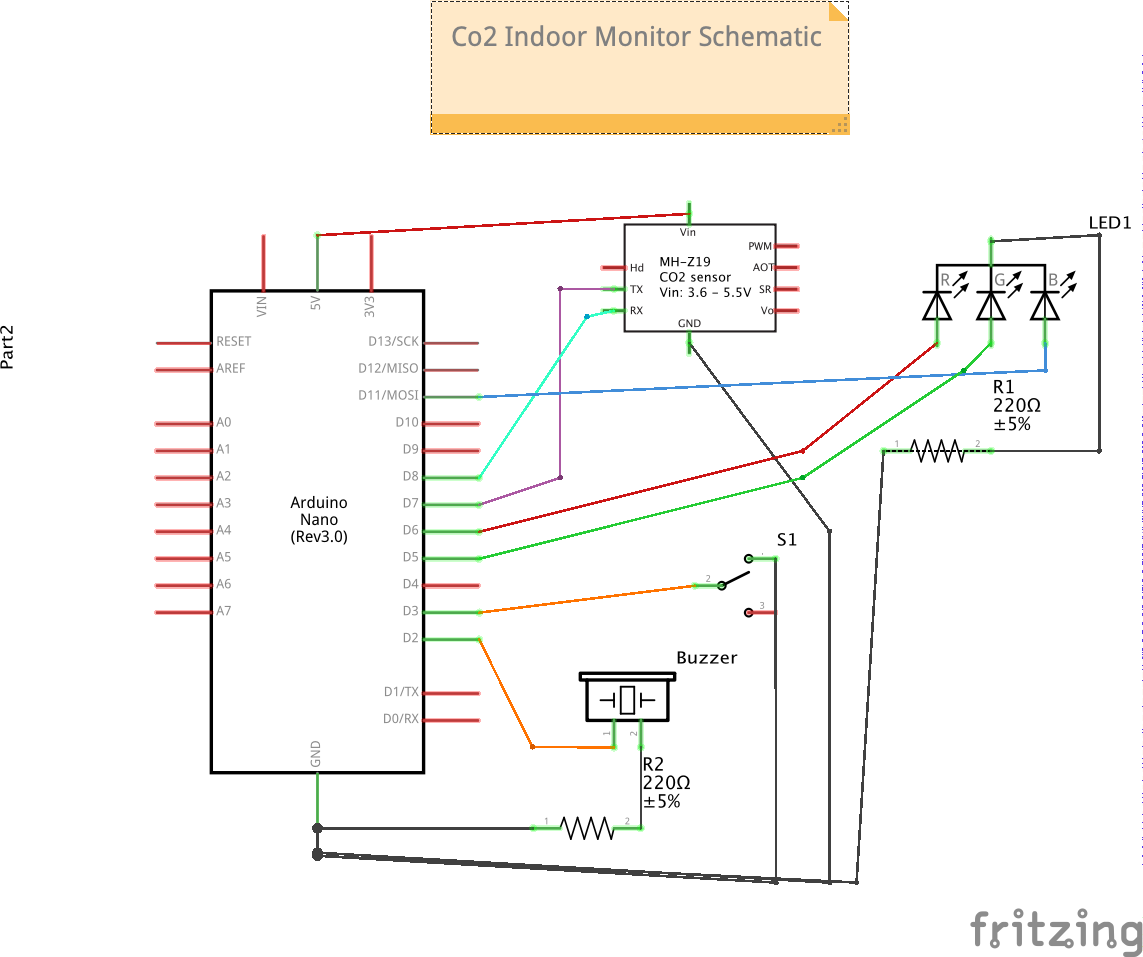 Co2 Indoor Monitor Schematic
Part2
VIN
5V
3V3
RESET
AREF
A0
A1
A2
A3
A4
A5
A6
A7
Arduino
Nano
(Rev3.0)
D13/SCK
D12/MISO
D11/MOSI
D10
D9
D8
D7
D6
D5
D4
D3
D2
D1/TX
D0/RX
GND
Vin
Hd
TX
RX
MH-Z19
CO2 sensor
Vin: 3.6 – 5.5V
PWM
AOT
SR
Vo
GND
LED1
R
G
B
R1
220Ω
±5%
1
2
S1
2
3
Buzzer
1
2
R2
220Ω
±5%
1
2
fritzing